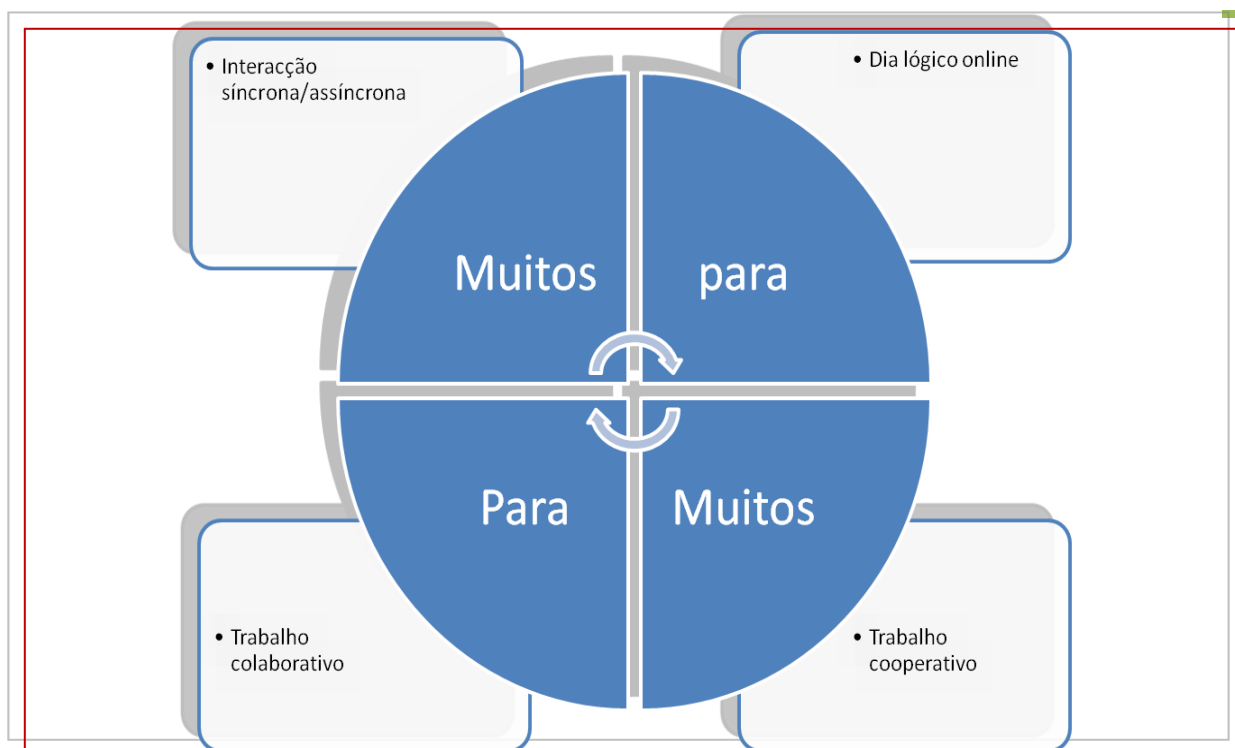 • Interacção
síncrona/assíncrona
• Dia lógico online
Muitos
para
Para
Muitos
• Trabalho
colaborativo
• Trabalho
cooperativo